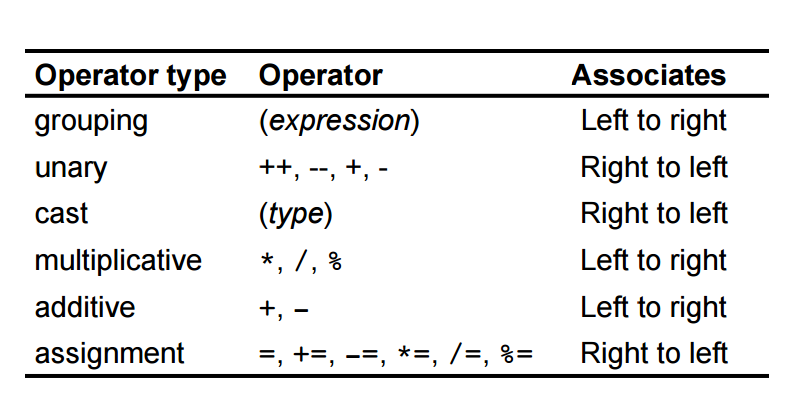 Operator type Operator Associates
grouping (expression) Left to right
unary ++, --, +, - Right to left
cast (type) Right to left
multiplicative *, /, % Left to right
additive +, – Left to right
assignment =, +=, –=, *=, /=, %= Right to left